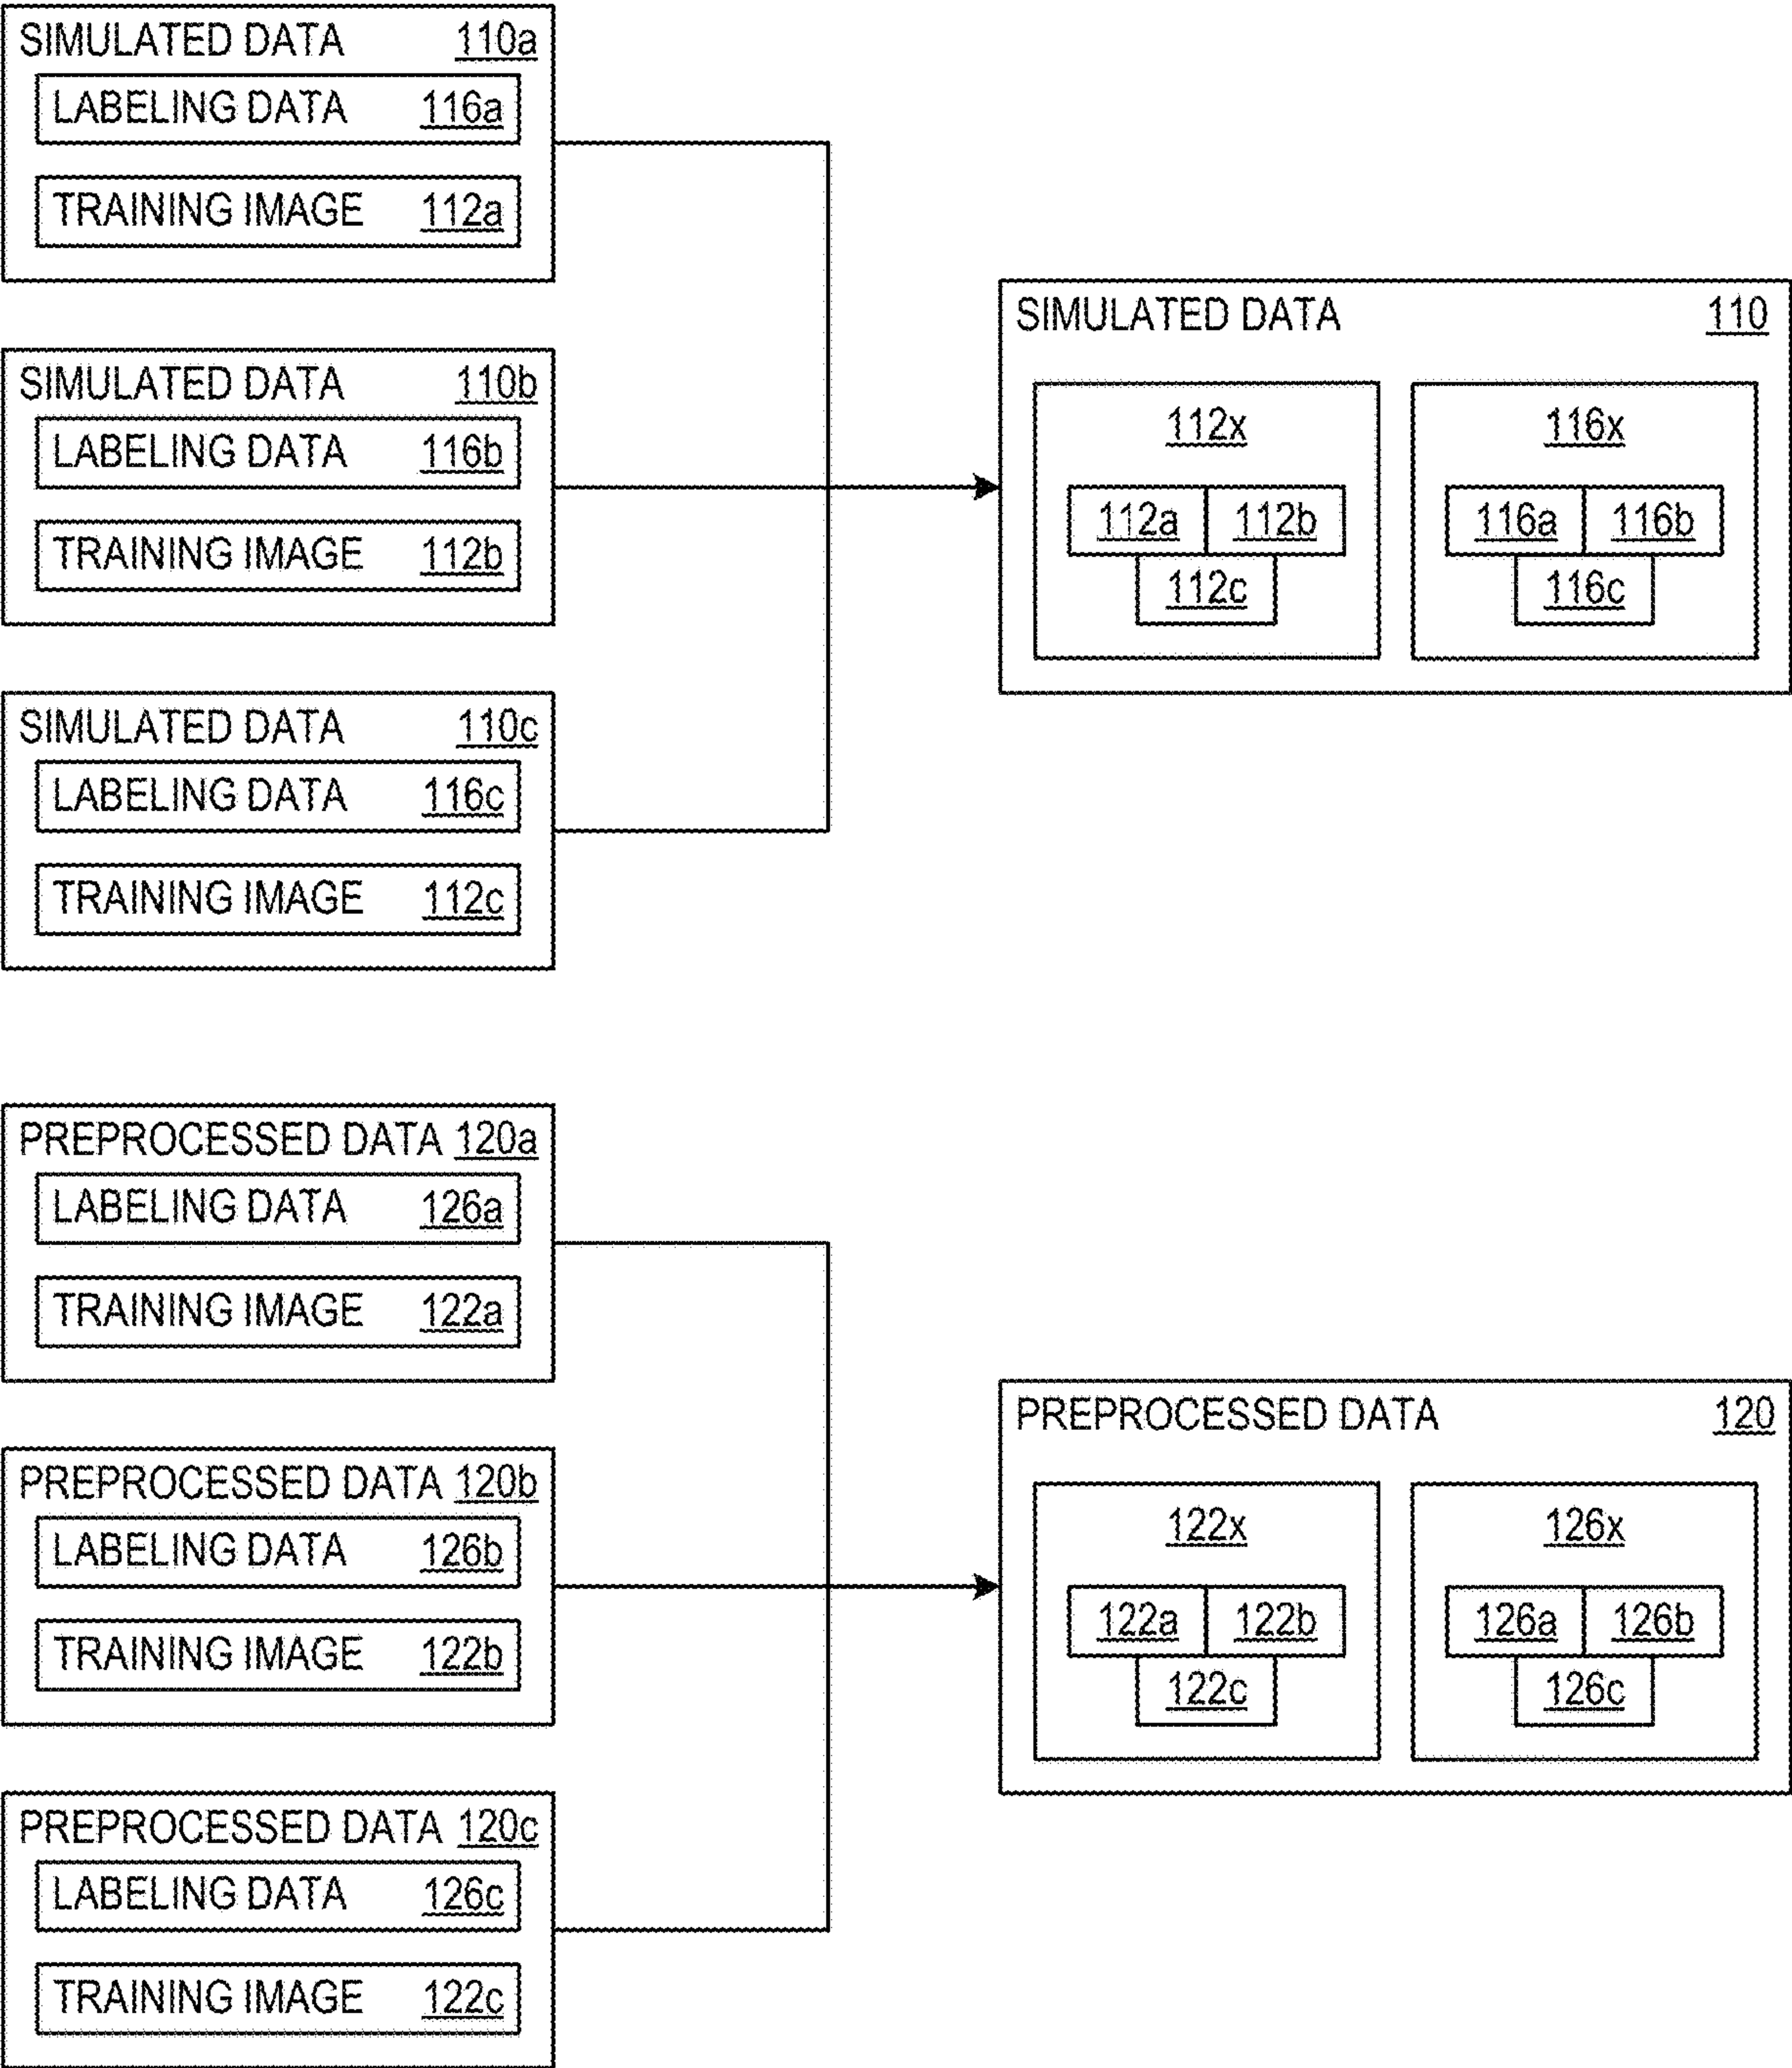 SIMULATED DATA 110a
LABELING DATA 116a
TRAINING IMAGE 112a
SIMULATED DATA 110b
LABELING DATA 116b
TRAINING IMAGE 112b
SIMULATED DATA 110c
LABELING DATA 116c
TRAINING IMAGE 112c
SIMULATED DATA 110
112x 116x
112a 112b 116a 116b
112c 116c
PREPROCESSED DATA 120a
LABELING DATA 126a
TRAINING IMAGE 122a
PREPROCESSED DATA 120b
LABELING DATA 126b
TRAINING IMAGE 122b
PREPROCESSED DATA 120c
LABELING DATA 126c
TRAINING IMAGE 122c
PREPROCESSED DATA 120
122x 126x
122a 122b 126a 126b
122c 126c